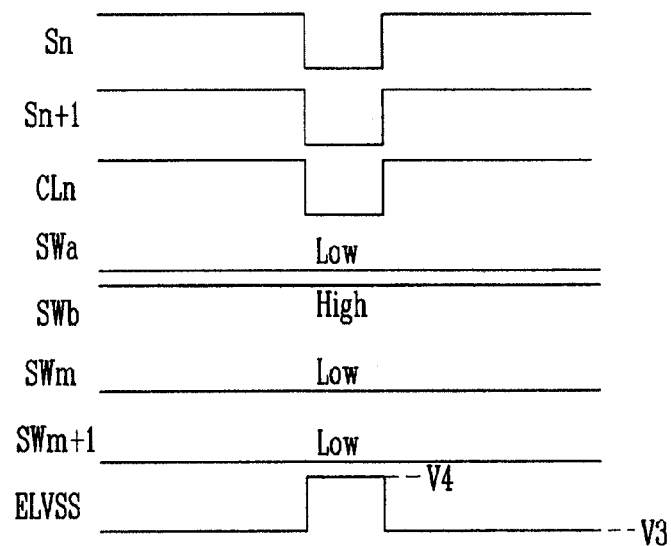 Sn
Sn+1
CLn
SWa
Low
SWb
High
SWm
Low
SWm+1
Low
ELVSS
V4
V3